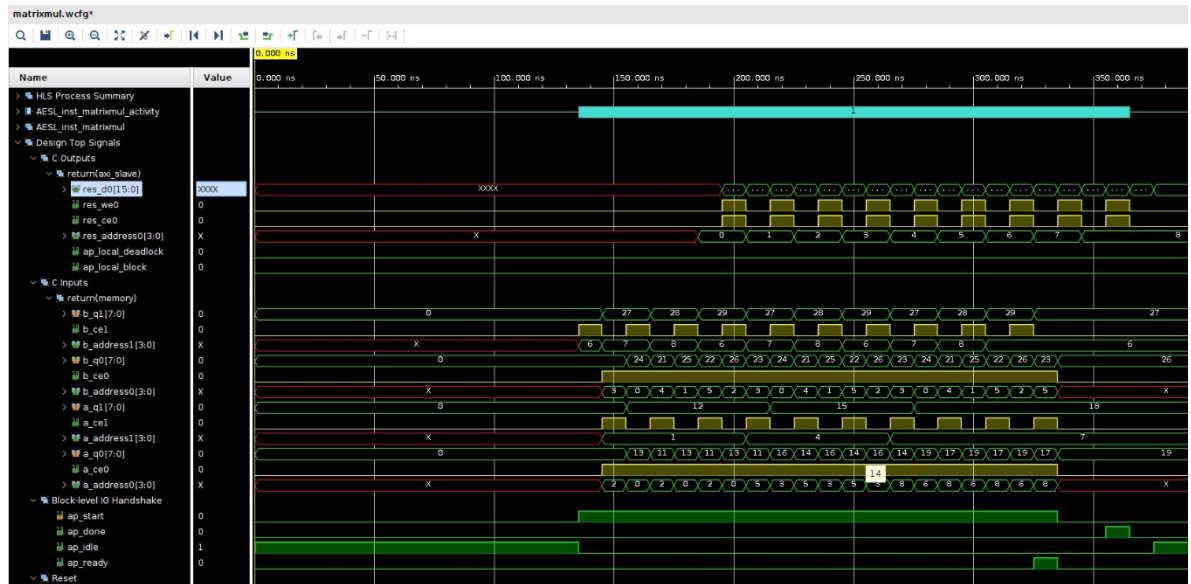 matrixmul.wcfg*
0.000 ns
Name Value 0.000 ns 50.000 ns 100.000 ns 150.000 ns 200.000 ns 250.000 ns 300.000 ns 350.000 ns
HLS Process Summary
AESL_inst_matrixmul_activity 1
AESL_inst_matrixmul
Design Top Signals
C Outputs
return(axi_slave)
res_d0[15:0] XXXX XXXX ... ... ... ... ... ... ... ... ... ... ... ... ... ... ... ... ... ...
res_we0 0
res_ce0 0
res_address0[3:0] X X 0 1 2 3 4 5 6 7 8
ap_local_deadlock 0
ap_local_block 0
C Inputs
return(memory)
b_q1[7:0] 0 0 27 28 29 27 28 29 27 28 29 27
b_ce1 0
b_address1[3:0] X X 6 7 8 6 7 8 6 7 8 6
b_q0[7:0] 0 0 24 21 25 22 26 23 24 21 25 22 26 23 24 21 25 22 26 23 26
b_ce0 0
b_address0[3:0] X X 3 0 4 1 5 2 3 0 4 1 5 2 3 0 4 1 5 2 5 X
a_q1[7:0] 0 0 12 15 18
a_ce1 0
a_address1[3:0] X X 1 4 7
a_q0[7:0] 0 0 13 11 13 11 13 11 16 14 16 14 16 14 19 17 19 17 19 17 19
a_ce0 0 14
a_address0[3:0] X X 2 0 2 0 2 0 5 3 5 3 5 3 8 6 8 6 8 6 8 X
Block-level IO Handshake
ap_start 0
ap_done 0
ap_idle 1
ap_ready 0
Reset